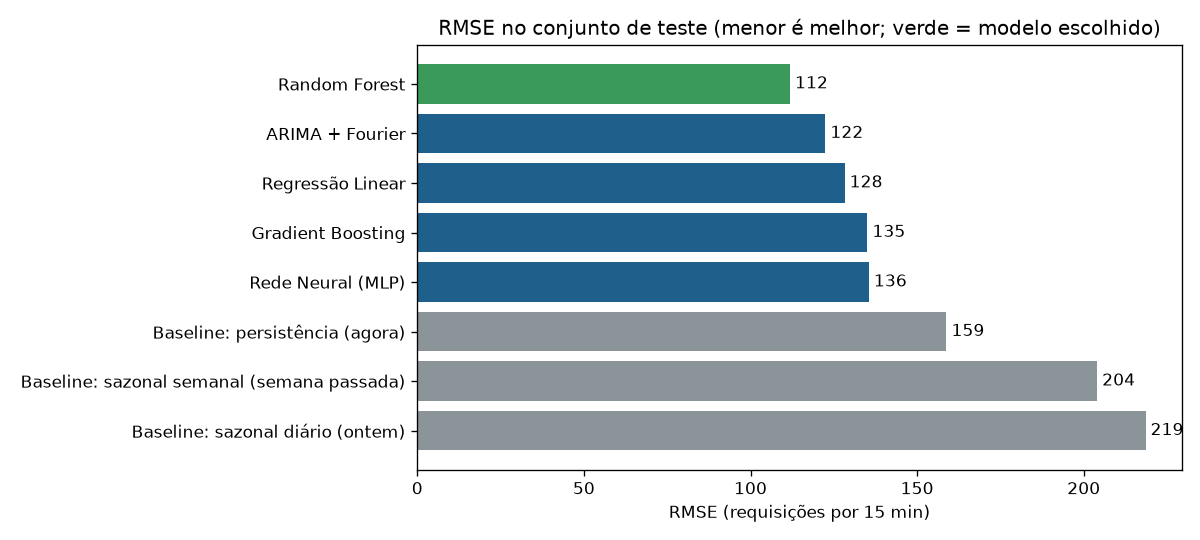 RMSE no conjunto de teste (menor é melhor; verde = modelo escolhido)
Random Forest 112
ARIMA + Fourier 122
Regressão Linear 128
Gradient Boosting 135
Rede Neural (MLP) 136
Baseline: persistência (agora) 159
Baseline: sazonal semanal (semana passada) 204
Baseline: sazonal diário (ontem) 219
0 50 100 150 200
RMSE (requisições por 15 min)